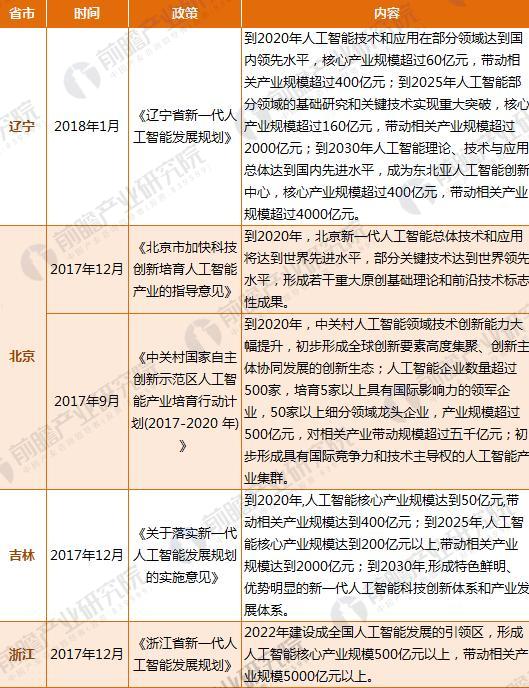 省市 时间 政策 内容
辽宁
2018年1月
《辽宁省新一代人
工智能发展规划》
到2020年人工智能技术和应用在部分领域达到国
内领先水平，核心产业规模超过60亿元，带动相
关产业规模超过400亿元；到2025年人工智能部
分领域的基础研究和关键技术实现重大突破，核心
产业规模超过160亿元，带动相关产业规模超过
2000亿元；到2030年人工智能理论、技术与应用
总体达到国内先进水平，成为东北亚人工智能创新
中心，核心产业规模超过400亿元，带动相关产业
规模超过4000亿元。
北京
2017年12月
《北京市加快科技
创新培育人工智能
产业的指导意见》
到2020年，北京新一代人工智能总体技术和应用
将达到世界先进水平，部分关键技术达到世界领先
水平，形成若干重大原创基础理论和前沿技术标志
性成果。
2017年9月
《中关村国家自主
创新示范区人工智
能产业培育行动计
划(2017-2020 年)
》
到2020年，中关村人工智能领域技术创新能力大
幅提升，初步形成全球创新要素高度集聚、创新主
体协同发展的创新生态；人工智能企业数量超过
500家，培育5家以上具有国际影响力的领军企
业，50家以上细分领域龙头企业，产业规模超过
500亿元，对相关产业带动规模超过五千亿元；初
步形成具有国际竞争力和技术主导权的人工智能产
业集群。
吉林
2017年12月
《关于落实新一代
人工智能发展规划
的实施意见》
到2020年,人工智能核心产业规模达到50亿元,带
动相关产业规模达到400亿元；到2025年,人工智
能核心产业规模达到200亿元以上,带动相关产业
规模达到2000亿元；到2030年,形成特色鲜明、
优势明显的新一代人工智能科技创新体系和产业发
展体系。
浙江
2017年12月
《浙江省新一代人
工智能发展规划》
2022年建设成全国人工智能发展的引领区，形成
人工智能核心产业规模500亿元以上，带动相关产
业规模5000亿元以上。
前瞻产业研究院